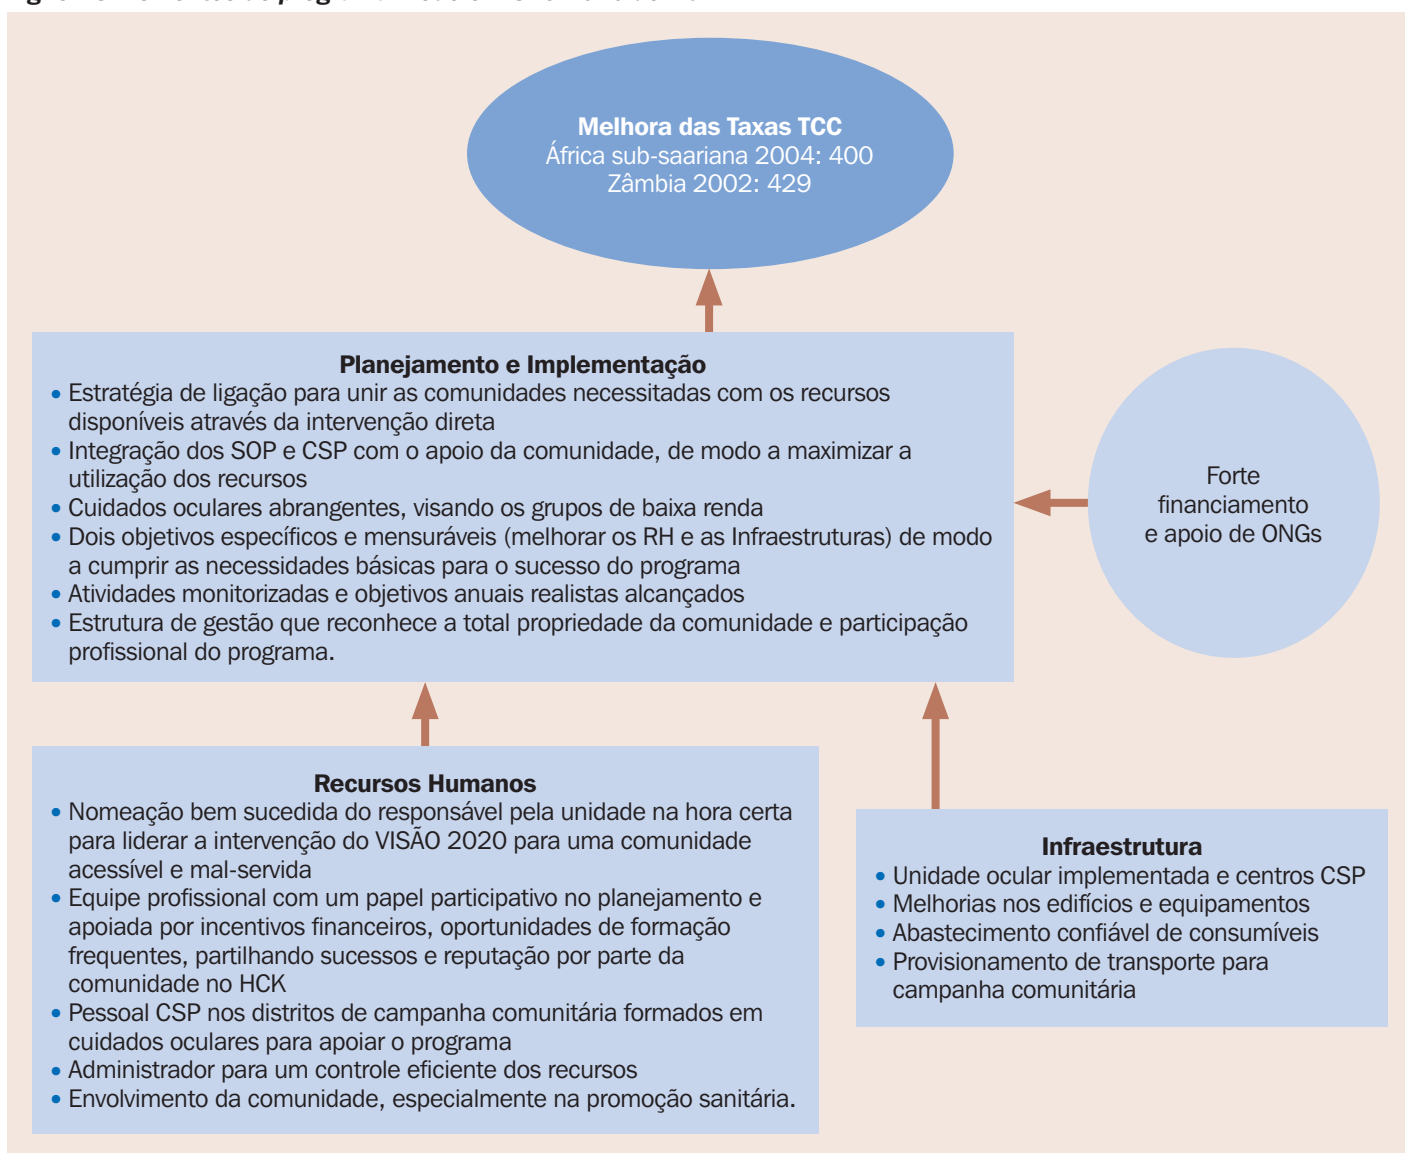 Melhora das Taxas TCC
África sub-saariana 2004: 400
Zâmbia 2002: 429
Planejamento e Implementação
• Estratégia de ligação para unir as comunidades necessitadas com os recursos
disponíveis através da intervenção direta
• Integração dos SOP e CSP com o apoio da comunidade, de modo a maximizar a
utilização dos recursos
• Cuidados oculares abrangentes, visando os grupos de baixa renda
• Dois objetivos específicos e mensuráveis (melhorar os RH e as Infraestruturas) de modo
a cumprir as necessidades básicas para o sucesso do programa
• Atividades monitorizadas e objetivos anuais realistas alcançados
• Estrutura de gestão que reconhece a total propriedade da comunidade e participação
profissional do programa.
Forte
financiamento
e apoio de ONGs
Recursos Humanos
• Nomeação bem sucedida do responsável pela unidade na hora certa
para liderar a intervenção do VISÃO 2020 para uma comunidade
acessível e mal-servida
• Equipe profissional com um papel participativo no planejamento e
apoiada por incentivos financeiros, oportunidades de formação
frequentes, partilhando sucessos e reputação por parte da
comunidade no HCK
• Pessoal CSP nos distritos de campanha comunitária formados em
cuidados oculares para apoiar o programa
• Administrador para um controle eficiente dos recursos
• Envolvimento da comunidade, especialmente na promoção sanitária.
Infraestrutura
• Unidade ocular implementada e centros CSP
• Melhorias nos edifícios e equipamentos
• Abastecimento confiável de consumíveis
• Provisionamento de transporte para
campanha comunitária